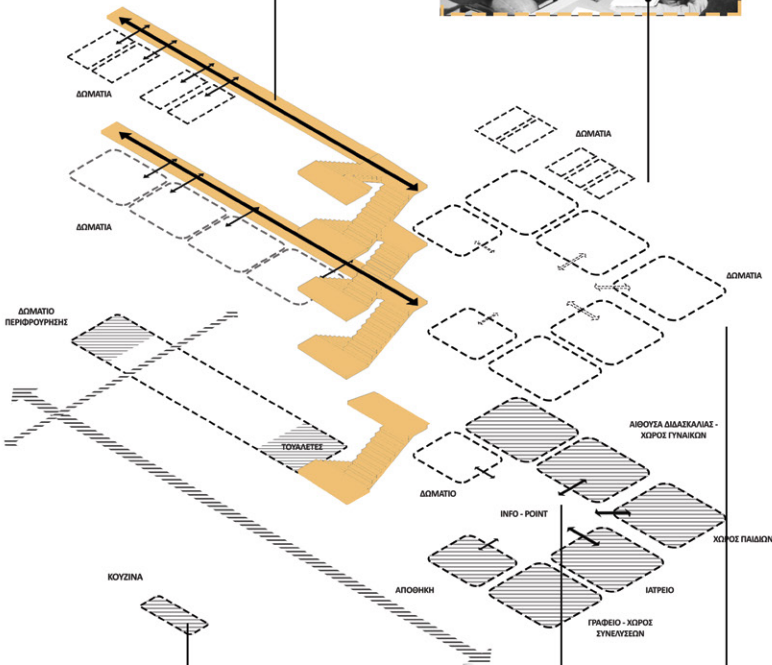 ΔΩΜΑΤΙΑ
ΔΩΜΑΤΙΑ
ΔΩΜΑΤΙΑ
ΔΩΜΑΤΙΑ
ΔΩΜΑΤΙΟ
ΠΕΡΙΦΡΟΥΡΗΣΗΣ
ΤΟΥΑΛΕΤΕΣ
ΑΙΘΟΥΣΑ ΔΙΔΑΣΚΑΛΙΑΣ -
ΧΩΡΟΣ ΓΥΝΑΙΚΩΝ
ΔΩΜΑΤΙΟ
INFO - POINT
ΧΩΡΟΣ ΠΑΙΔΙΩΝ
ΚΟΥΖΙΝΑ
ΑΠΟΘΗΚΗ
ΙΑΤΡΕΙΟ
ΓΡΑΦΕΙΟ - ΧΩΡΟΣ
ΣΥΝΕΛΥΣΕΩΝ